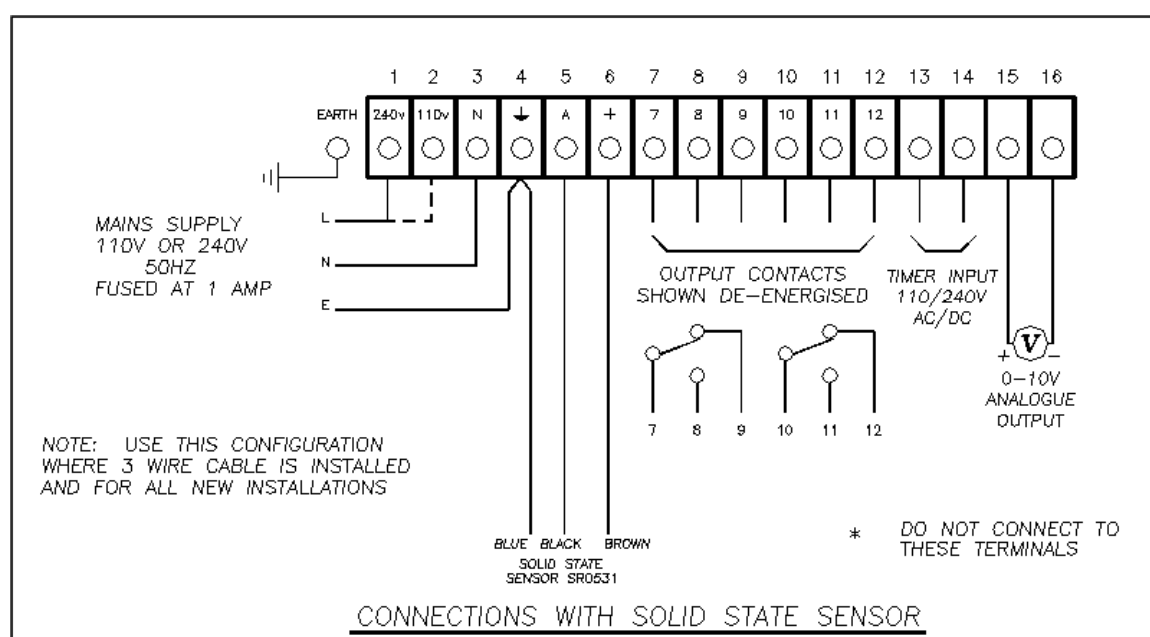 1 2 3 4 5 6 7 8 9 10 11 12 13 14 15 16
EARTH 240v 110v N A + 7 8 9 10 11 12
L
MAINS SUPPLY
110V OR 240V
50HZ
FUSED AT 1 AMP
N
E
OUTPUT CONTACTS
SHOWN DE-ENERGISED
TIMER INPUT
110/240V
AC/DC
+ V -
0-10V
ANALOGUE
OUTPUT
7 8 9 10 11 12
NOTE: USE THIS CONFIGURATION
WHERE 3 WIRE CABLE IS INSTALLED
AND FOR ALL NEW INSTALLATIONS
BLUE BLACK BROWN
SOLID STATE
SENSOR SR0531
* DO NOT CONNECT TO
THESE TERMINALS
CONNECTIONS WITH SOLID STATE SENSOR